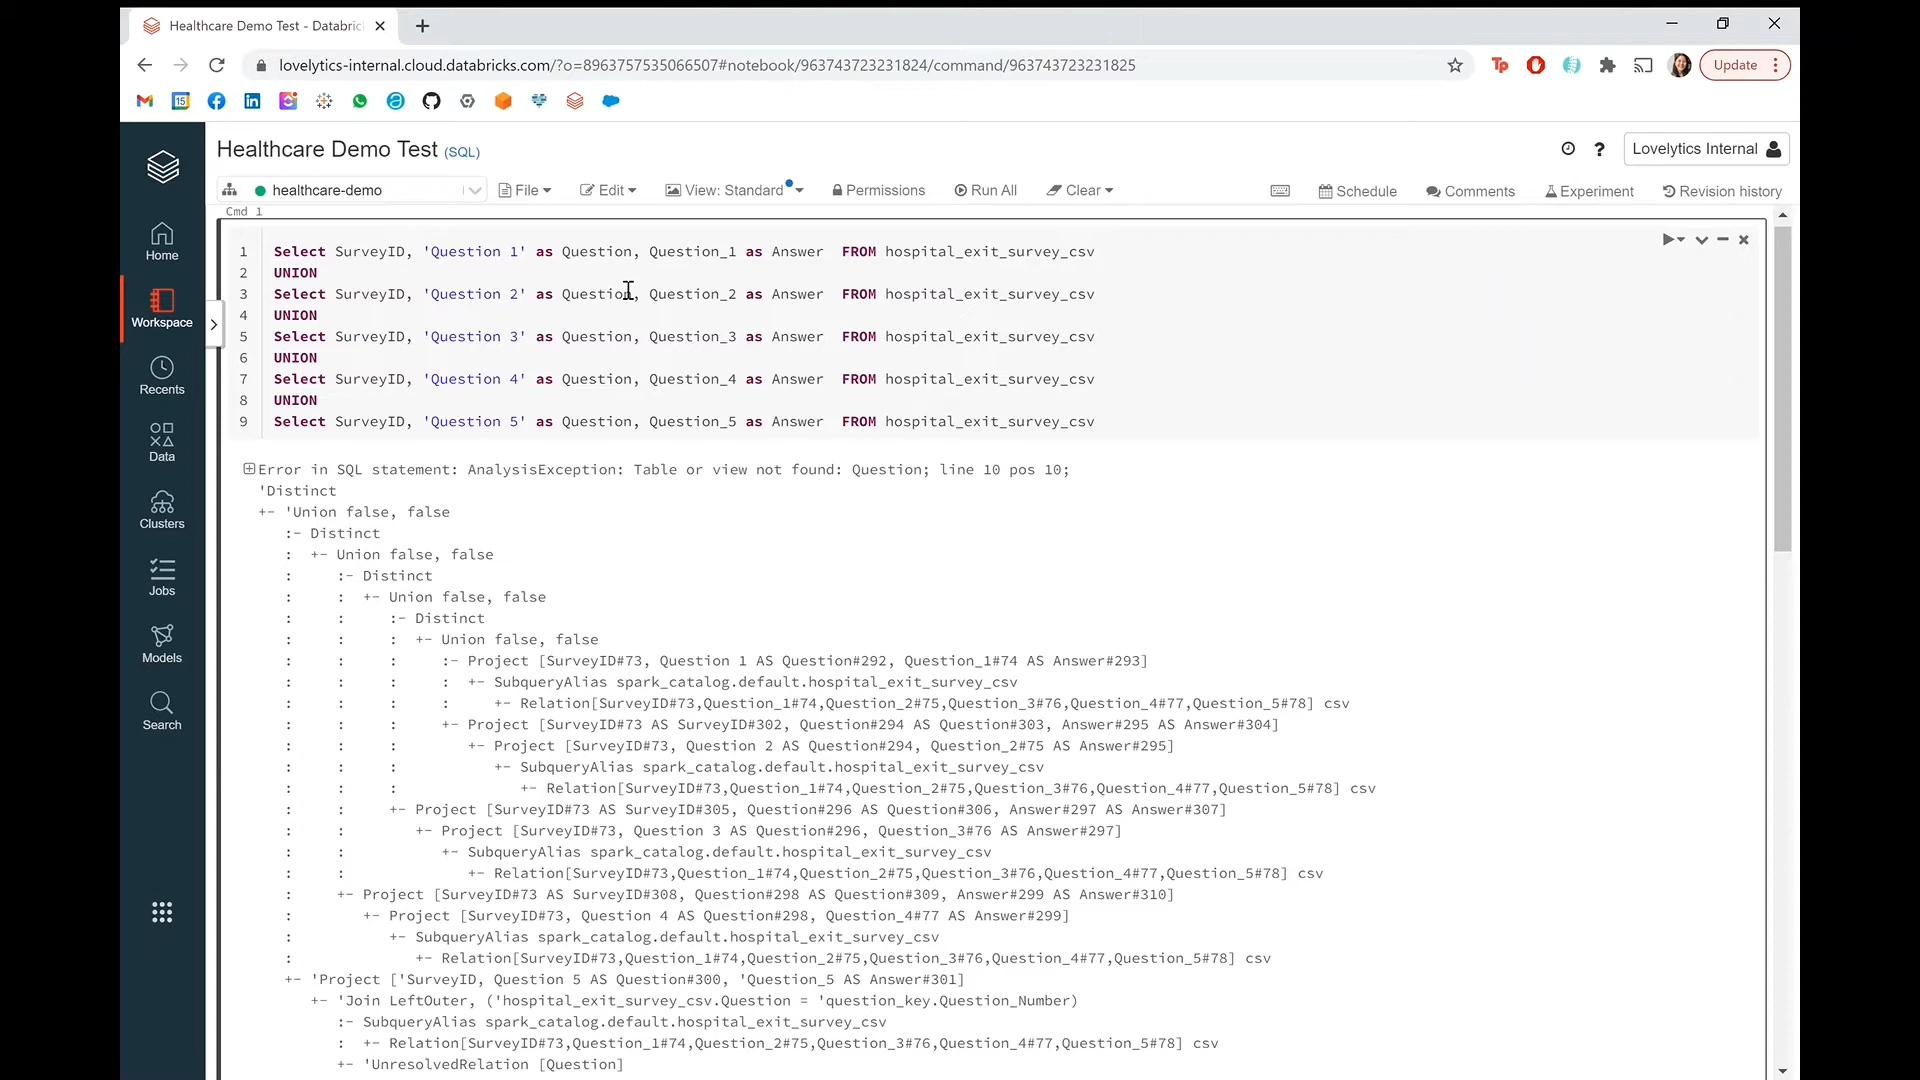 Healthcare Demo Test - Databric
lovelytics-internal.cloud.databricks.com/?o=8963757535066507#notebook/963743723231824/command/963743723231825
Tp
Update
15
Healthcare Demo Test (SQL)
? Lovelytics Internal
healthcare-demo File Edit View: Standard Permissions Run All Clear Schedule Comments Experiment Revision history
Home
Workspace
Recents
Data
Clusters
Jobs
Models
Search
Cmd 1
1 Select SurveyID, 'Question 1' as Question, Question_1 as Answer  FROM hospital_exit_survey_csv
2 UNION
3 Select SurveyID, 'Question 2' as Question, Question_2 as Answer  FROM hospital_exit_survey_csv
4 UNION
5 Select SurveyID, 'Question 3' as Question, Question_3 as Answer  FROM hospital_exit_survey_csv
6 UNION
7 Select SurveyID, 'Question 4' as Question, Question_4 as Answer  FROM hospital_exit_survey_csv
8 UNION
9 Select SurveyID, 'Question 5' as Question, Question_5 as Answer  FROM hospital_exit_survey_csv
Error in SQL statement: AnalysisException: Table or view not found: Question; line 10 pos 10;
'Distinct
+- 'Union false, false
   :- Distinct
   :  +- Union false, false
   :     :- Distinct
   :     :  +- Union false, false
   :     :     :- Distinct
   :     :     :  +- Union false, false
   :     :     :     :- Project [SurveyID#73, Question 1 AS Question#292, Question_1#74 AS Answer#293]
   :     :     :     :  +- SubqueryAlias spark_catalog.default.hospital_exit_survey_csv
   :     :     :     :     +- Relation[SurveyID#73,Question_1#74,Question_2#75,Question_3#76,Question_4#77,Question_5#78] csv
   :     :     :     +- Project [SurveyID#73 AS SurveyID#302, Question#294 AS Question#303, Answer#295 AS Answer#304]
   :     :     :        +- Project [SurveyID#73, Question 2 AS Question#294, Question_2#75 AS Answer#295]
   :     :     :           +- SubqueryAlias spark_catalog.default.hospital_exit_survey_csv
   :     :     :              +- Relation[SurveyID#73,Question_1#74,Question_2#75,Question_3#76,Question_4#77,Question_5#78] csv
   :     :     +- Project [SurveyID#73 AS SurveyID#305, Question#296 AS Question#306, Answer#297 AS Answer#307]
   :     :        +- Project [SurveyID#73, Question 3 AS Question#296, Question_3#76 AS Answer#297]
   :     :           +- SubqueryAlias spark_catalog.default.hospital_exit_survey_csv
   :     :              +- Relation[SurveyID#73,Question_1#74,Question_2#75,Question_3#76,Question_4#77,Question_5#78] csv
   :     +- Project [SurveyID#73 AS SurveyID#308, Question#298 AS Question#309, Answer#299 AS Answer#310]
   :        +- Project [SurveyID#73, Question 4 AS Question#298, Question_4#77 AS Answer#299]
   :           +- SubqueryAlias spark_catalog.default.hospital_exit_survey_csv
   :              +- Relation[SurveyID#73,Question_1#74,Question_2#75,Question_3#76,Question_4#77,Question_5#78] csv
   +- 'Project ['SurveyID, Question 5 AS Question#300, 'Question_5 AS Answer#301]
      +- 'Join LeftOuter, ('hospital_exit_survey_csv.Question = 'question_key.Question_Number)
         :- SubqueryAlias spark_catalog.default.hospital_exit_survey_csv
         :  +- Relation[SurveyID#73,Question_1#74,Question_2#75,Question_3#76,Question_4#77,Question_5#78] csv
         +- 'UnresolvedRelation [Question]